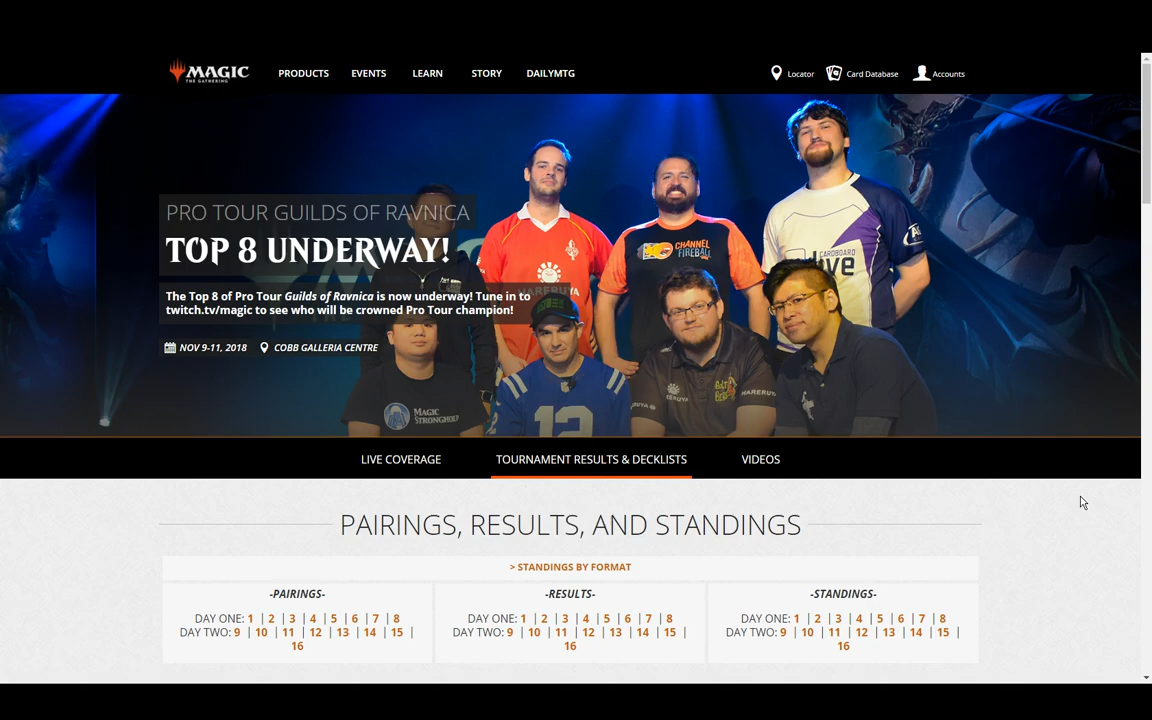 MAGIC
THE GATHERING
PRODUCTS
EVENTS
LEARN
STORY
DAILYMTG
Locator
Card Database
Accounts
PRO TOUR GUILDS OF RAVNICA
TOP 8 UNDERWAY!
The Top 8 of Pro Tour Guilds of Ravnica is now underway! Tune in to
twitch.tv/magic to see who will be crowned Pro Tour champion!
NOV 9-11, 2018
COBB GALLERIA CENTRE
HARERUYA
CHANNEL
FIREBALL
CARDBOARD
live
MAGIC
STRONGHOLD
12
HARERUYA
LIVE COVERAGE
TOURNAMENT RESULTS & DECKLISTS
VIDEOS
PAIRINGS, RESULTS, AND STANDINGS
> STANDINGS BY FORMAT
-PAIRINGS-
DAY ONE: 1 | 2 | 3 | 4 | 5 | 6 | 7 | 8
DAY TWO: 9 | 10 | 11 | 12 | 13 | 14 | 15 |
16
-RESULTS-
DAY ONE: 1 | 2 | 3 | 4 | 5 | 6 | 7 | 8
DAY TWO: 9 | 10 | 11 | 12 | 13 | 14 | 15 |
16
-STANDINGS-
DAY ONE: 1 | 2 | 3 | 4 | 5 | 6 | 7 | 8
DAY TWO: 9 | 10 | 11 | 12 | 13 | 14 | 15 |
16